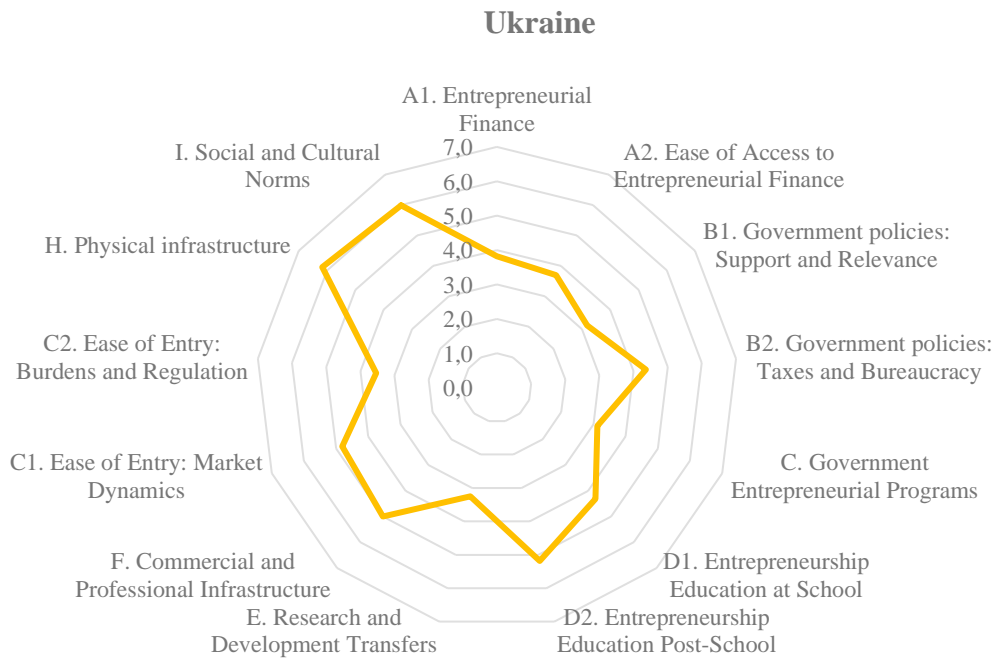 Ukraine
A1. Entrepreneurial
Finance
A2. Ease of Access to
Entrepreneurial Finance
B1. Government policies:
Support and Relevance
B2. Government policies:
Taxes and Bureaucracy
C. Government
Entrepreneurial Programs
D1. Entrepreneurship
Education at School
D2. Entrepreneurship
Education Post-School
E. Research and
Development Transfers
F. Commercial and
Professional Infrastructure
C1. Ease of Entry: Market
Dynamics
C2. Ease of Entry:
Burdens and Regulation
H. Physical infrastructure
I. Social and Cultural
Norms
7,0
6,0
5,0
4,0
3,0
2,0
1,0
0,0